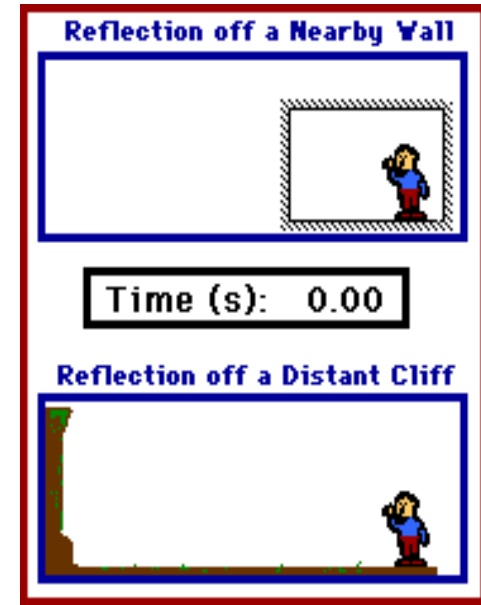 Reflection off a Nearby Wall
Time (s): 0.00
Reflection off a Distant Cliff